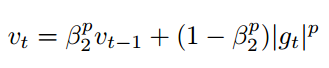 v_t = β_2^p v_{t−1} + (1 − β_2^p)|g_t|^p